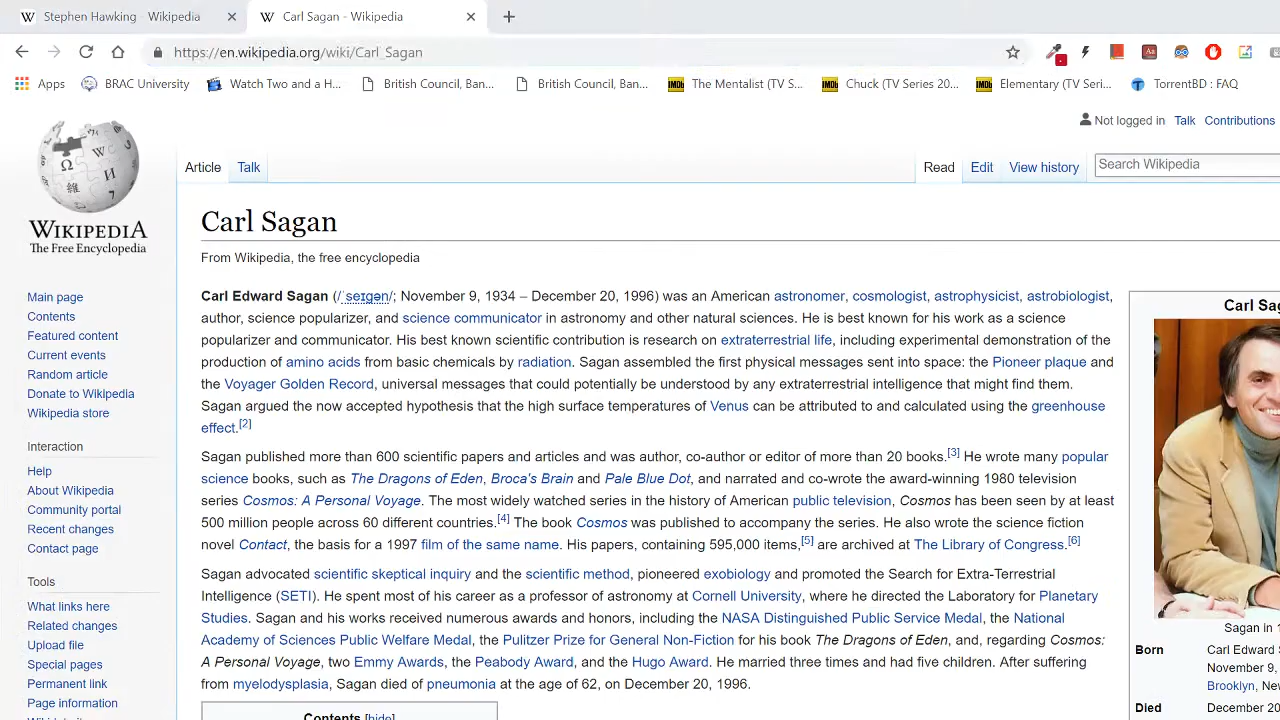 Stephen Hawking - Wikipedia
Carl Sagan - Wikipedia
https://en.wikipedia.org/wiki/Carl_Sagan
Apps
BRAC University
Watch Two and a H...
British Council, Ban...
British Council, Ban...
The Mentalist (TV S...
Chuck (TV Series 20...
Elementary (TV Seri...
TorrentBD : FAQ
Not logged in Talk Contributions
Article Talk
Read Edit View history
Search Wikipedia
WIKIPEDIA
The Free Encyclopedia
Main page
Contents
Featured content
Current events
Random article
Donate to Wikipedia
Wikipedia store
Interaction
Help
About Wikipedia
Community portal
Recent changes
Contact page
Tools
What links here
Related changes
Upload file
Special pages
Permanent link
Page information
Carl Sagan
From Wikipedia, the free encyclopedia
Carl Edward Sagan (/ˈseɪɡən/; November 9, 1934 – December 20, 1996) was an American astronomer, cosmologist, astrophysicist, astrobiologist,
author, science popularizer, and science communicator in astronomy and other natural sciences. He is best known for his work as a science
popularizer and communicator. His best known scientific contribution is research on extraterrestrial life, including experimental demonstration of the
production of amino acids from basic chemicals by radiation. Sagan assembled the first physical messages sent into space: the Pioneer plaque and
the Voyager Golden Record, universal messages that could potentially be understood by any extraterrestrial intelligence that might find them.
Sagan argued the now accepted hypothesis that the high surface temperatures of Venus can be attributed to and calculated using the greenhouse
effect.[2]
Sagan published more than 600 scientific papers and articles and was author, co-author or editor of more than 20 books.[3] He wrote many popular
science books, such as The Dragons of Eden, Broca's Brain and Pale Blue Dot, and narrated and co-wrote the award-winning 1980 television
series Cosmos: A Personal Voyage. The most widely watched series in the history of American public television, Cosmos has been seen by at least
500 million people across 60 different countries.[4] The book Cosmos was published to accompany the series. He also wrote the science fiction
novel Contact, the basis for a 1997 film of the same name. His papers, containing 595,000 items,[5] are archived at The Library of Congress.[6]
Sagan advocated scientific skeptical inquiry and the scientific method, pioneered exobiology and promoted the Search for Extra-Terrestrial
Intelligence (SETI). He spent most of his career as a professor of astronomy at Cornell University, where he directed the Laboratory for Planetary
Studies. Sagan and his works received numerous awards and honors, including the NASA Distinguished Public Service Medal, the National
Academy of Sciences Public Welfare Medal, the Pulitzer Prize for General Non-Fiction for his book The Dragons of Eden, and, regarding Cosmos:
A Personal Voyage, two Emmy Awards, the Peabody Award, and the Hugo Award. He married three times and had five children. After suffering
from myelodysplasia, Sagan died of pneumonia at the age of 62, on December 20, 1996.
Contents [hide]
Carl Sag
Sagan in 1
Born Carl Edward S
November 9,
Brooklyn, New
Died December 20